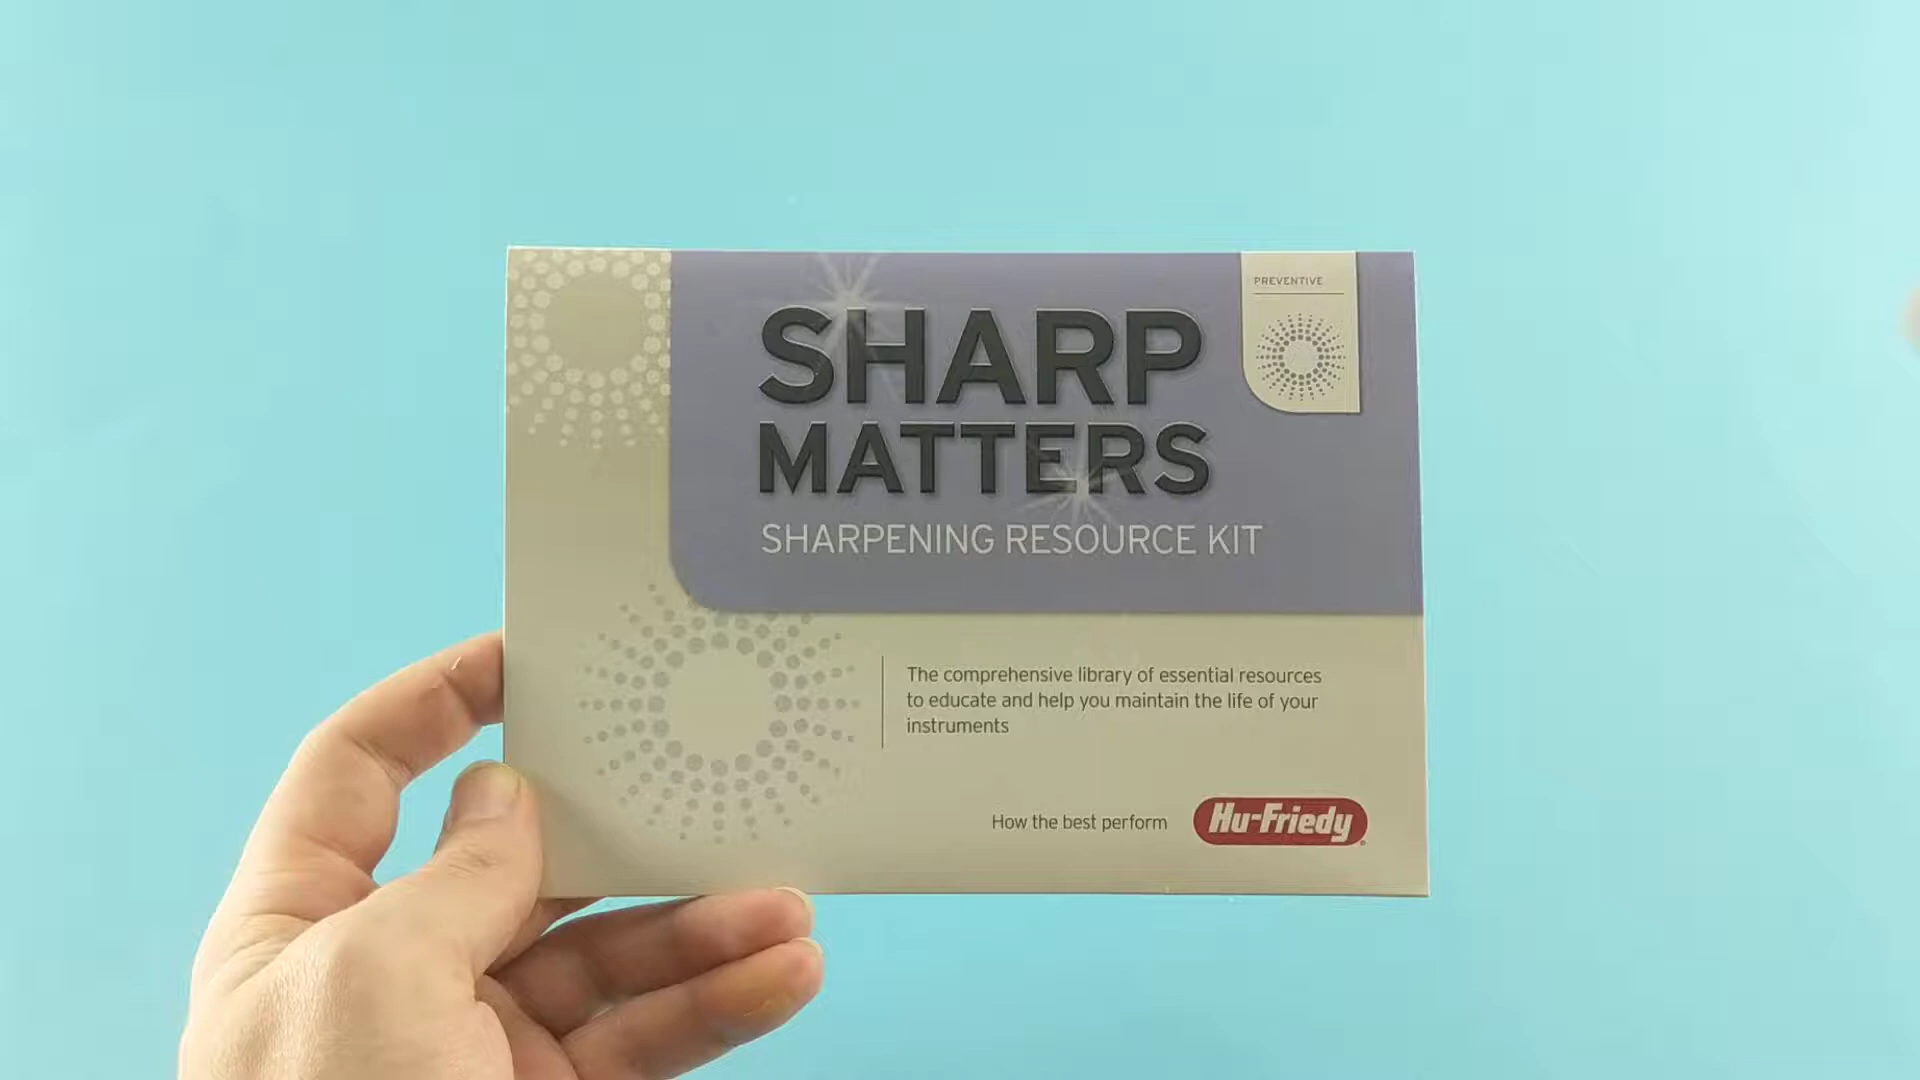 PREVENTIVE
SHARP
MATTERS
SHARPENING RESOURCE KIT
The comprehensive library of essential resources
to educate and help you maintain the life of your
instruments
How the best perform
Hu-Friedy